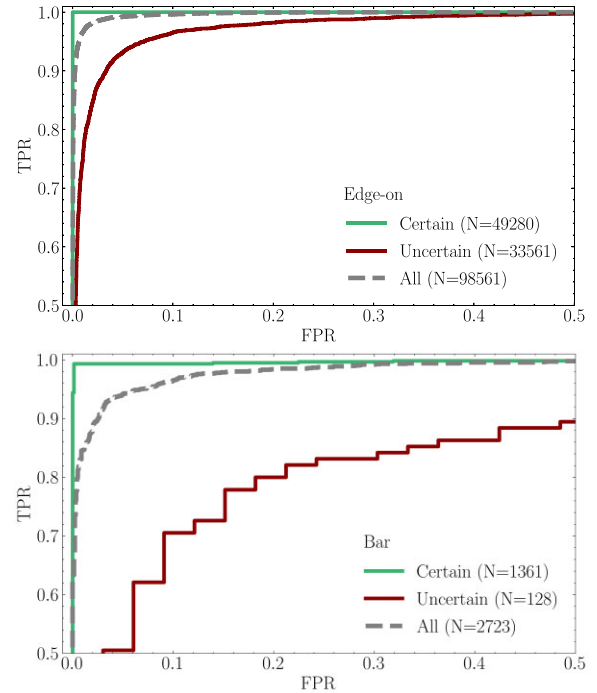 1.0
0.9
0.8
0.7
0.6
0.5
TPR
Edge-on
Certain (N=49280)
Uncertain (N=33561)
All (N=98561)
0.0 0.1 0.2 0.3 0.4 0.5
FPR
1.0
0.9
0.8
0.7
0.6
0.5
TPR
Bar
Certain (N=1361)
Uncertain (N=128)
All (N=2723)
0.0 0.1 0.2 0.3 0.4 0.5
FPR